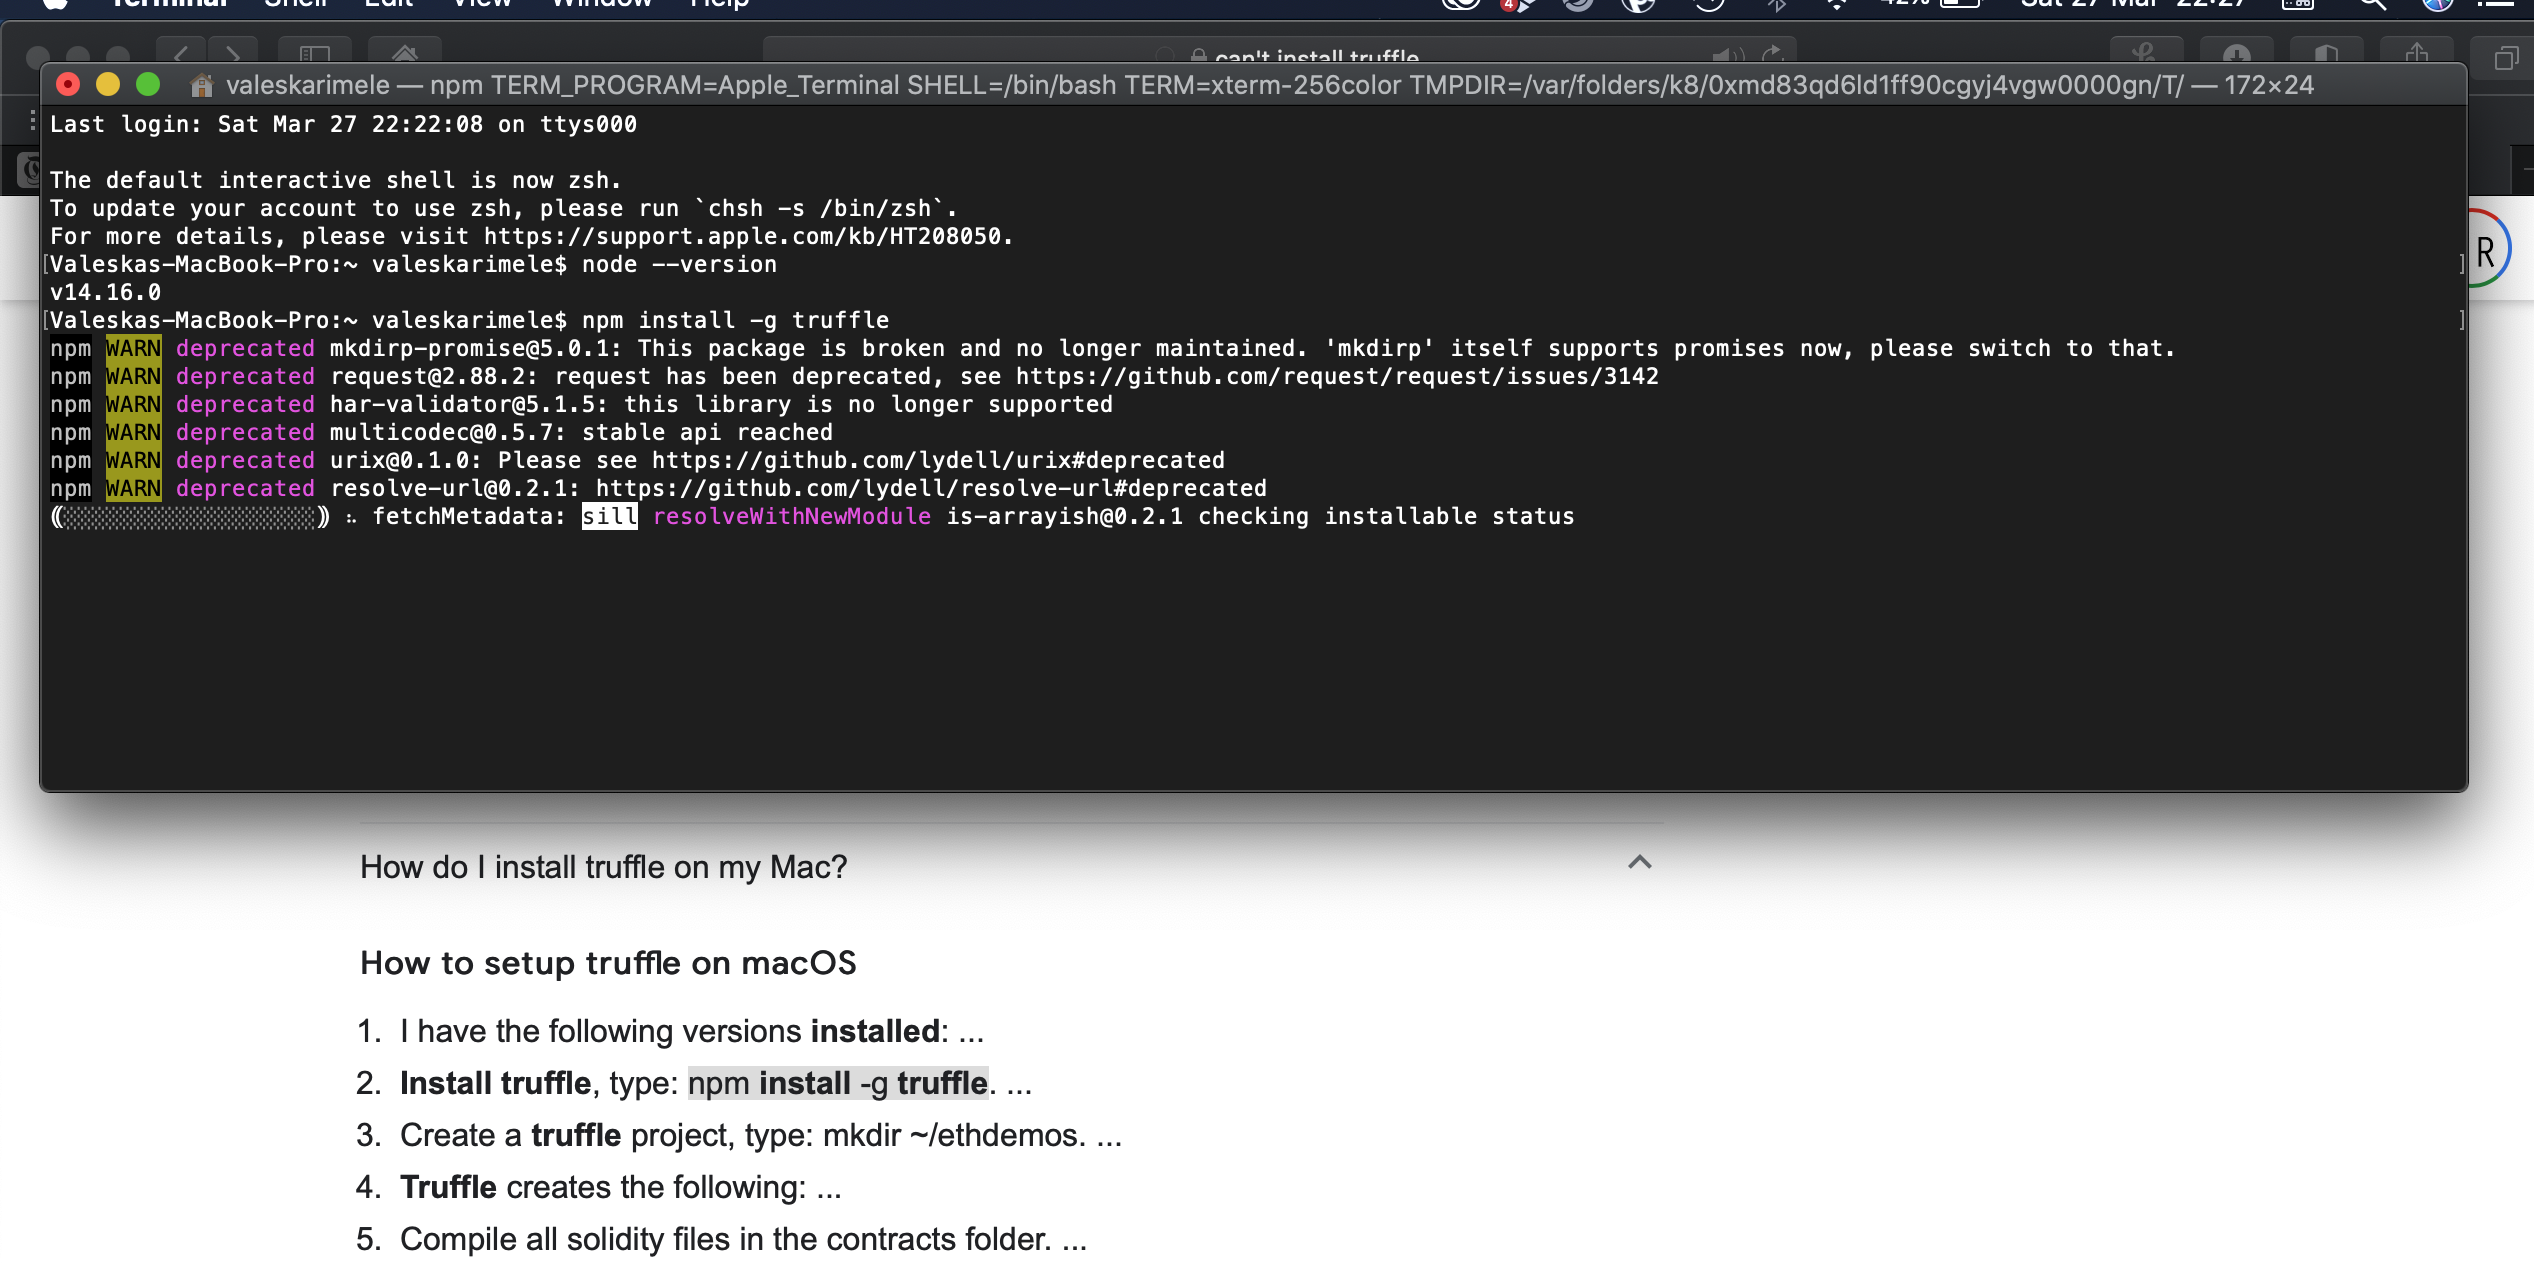 Terminal Shell Edit View Window Help 4 42% Sat 27 Mar 22:27
can't install truffle
valeskarimele — npm TERM_PROGRAM=Apple_Terminal SHELL=/bin/bash TERM=xterm-256color TMPDIR=/var/folders/k8/0xmd83qd6ld1ff90cgyj4vgw0000gn/T/ — 172×24
Last login: Sat Mar 27 22:22:08 on ttys000
The default interactive shell is now zsh.
To update your account to use zsh, please run `chsh -s /bin/zsh`.
For more details, please visit https://support.apple.com/kb/HT208050.
[Valeskas-MacBook-Pro:~ valeskarimele$ node --version ]
R
v14.16.0
[Valeskas-MacBook-Pro:~ valeskarimele$ npm install -g truffle ]
npm WARN deprecated mkdirp-promise@5.0.1: This package is broken and no longer maintained. 'mkdirp' itself supports promises now, please switch to that.
npm WARN deprecated request@2.88.2: request has been deprecated, see https://github.com/request/request/issues/3142
npm WARN deprecated har-validator@5.1.5: this library is no longer supported
npm WARN deprecated multicodec@0.5.7: stable api reached
npm WARN deprecated urix@0.1.0: Please see https://github.com/lydell/urix#deprecated
npm WARN deprecated resolve-url@0.2.1: https://github.com/lydell/resolve-url#deprecated
⸨░░░░░░░░░░░░░░░░░░⸩ ⠦ fetchMetadata: sill resolveWithNewModule is-arrayish@0.2.1 checking installable status
How do I install truffle on my Mac?
How to setup truffle on macOS
1. I have the following versions installed: ...
2. Install truffle, type: npm install -g truffle. ...
3. Create a truffle project, type: mkdir ~/ethdemos. ...
4. Truffle creates the following: ...
5. Compile all solidity files in the contracts folder. ...